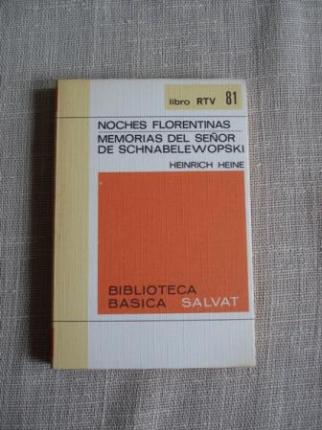 libro RTV 81
NOCHES FLORENTINAS
MEMORIAS DEL SEÑOR
DE SCHNABELEWOPSKI
HEINRICH HEINE
BIBLIOTECA
BASICA SALVAT